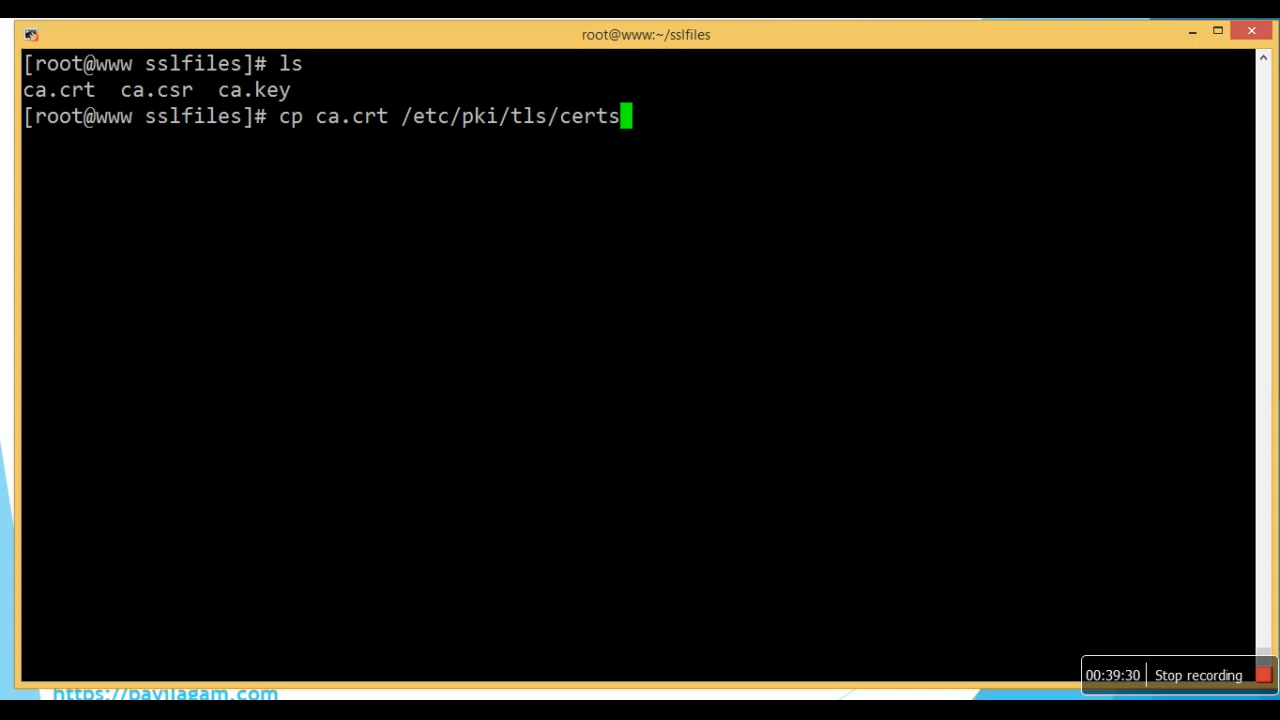 root@www:~/sslfiles
[root@www sslfiles]# ls
ca.crt  ca.csr  ca.key
[root@www sslfiles]# cp ca.crt /etc/pki/tls/certs
00:39:30 Stop recording
https://payilagam.com